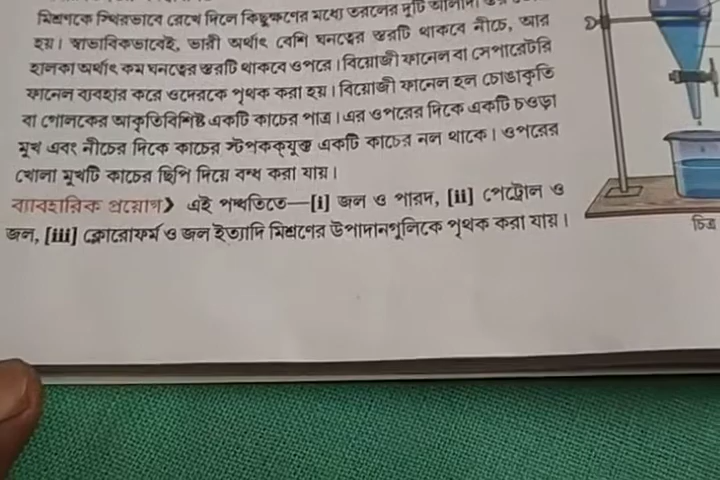 মিশ্রণকে স্থিরভাবে রেখে দিলে কিছুক্ষণের মধ্যে তরলের দুটি
হয়। স্বাভাবিকভাবেই, ভারী অর্থাৎ বেশি ঘনত্বের স্তরটি থাকবে নীচে, আর
হালকা অর্থাৎ কম ঘনত্বের স্তরটি থাকবে ওপরে। বিয়োজী ফানেল বা সেপারেটরি
ফানেল ব্যবহার করে ওদেরকে পৃথক করা হয়। বিয়োজী ফানেল হল চোঙাকৃতি
বা গোলকের আকৃতিবিশিষ্ট একটি কাচের পাত্র। এর ওপরের দিকে একটি চওড়া
মুখ এবং নীচের দিকে কাচের স্টপকক্‌যুক্ত একটি কাচের নল থাকে। ওপরের
খোলা মুখটি কাচের ছিপি দিয়ে বন্ধ করা যায়।
ব্যাবহারিক প্রয়োগ❯ এই পদ্ধতিতে—[i] জল ও পারদ, [ii] পেট্রোল ও
জল, [iii] ক্লোরোফর্ম ও জল ইত্যাদি মিশ্রণের উপাদানগুলিকে পৃথক করা যায়।
চিত্র